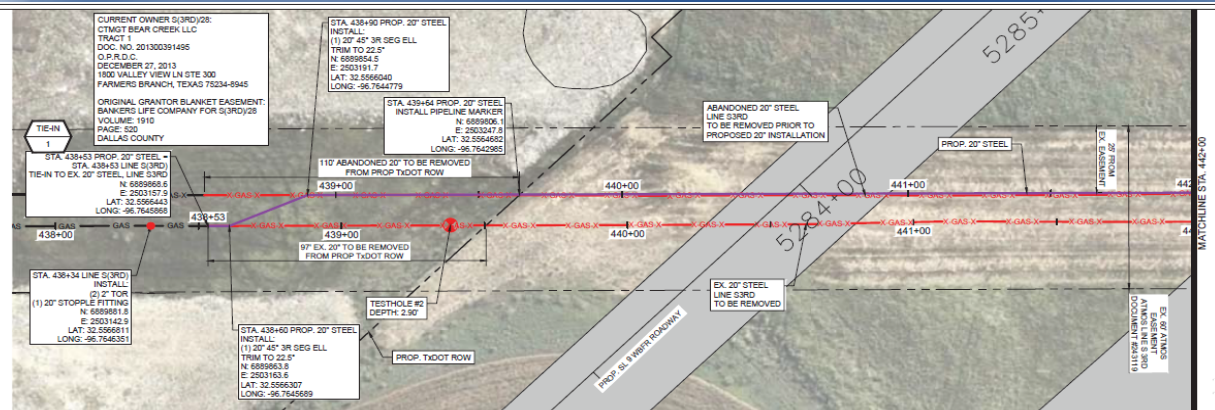 CURRENT OWNER S(3RD)/28:
CTMGT BEAR CREEK LLC
TRACT 1
DOC. NO. 201300391495
O.P.R.D.C.
DECEMBER 27, 2013
1800 VALLEY VIEW LN STE 300
FARMERS BRANCH, TEXAS 75234-8945
ORIGINAL GRANTOR BLANKET EASEMENT:
BANKERS LIFE COMPANY FOR S(3RD)/28
VOLUME: 1910
PAGE: 520
DALLAS COUNTY
STA. 438+90 PROP. 20" STEEL
INSTALL:
(1) 20" 45° 3R SEG ELL
TRIM TO 22.5°
N: 6889854.5
E: 2503191.7
LAT: 32.5566040
LONG: -96.7644779
STA. 439+64 PROP. 20" STEEL
INSTALL PIPELINE MARKER
N: 6889806.1
E: 2503247.8
LAT: 32.5564682
LONG: -96.7642985
ABANDONED 20" STEEL
LINE S3RD
TO BE REMOVED PRIOR TO
PROPOSED 20" INSTALLATION
PROP. 20" STEEL
25' FROM
EX. EASEMENT
5285+
MATCHLINE STA. 442+00
TIE-IN
1
STA. 438+53 PROP. 20" STEEL =
STA. 438+53 LINE S(3RD)
TIE-IN TO EX. 20" STEEL, LINE S3RD
N: 6889868.6
E: 2503157.9
LAT: 32.5566443
LONG: -96.7645868
110' ABANDONED 20" TO BE REMOVED
FROM PROP TxDOT ROW
439+00
440+00
441+00
442
438+53
438+00
439+00
440+00
441+00
5284+00
97' EX. 20" TO BE REMOVED
FROM PROP TxDOT ROW
STA. 438+34 LINE S(3RD)
INSTALL:
(2) 2" TOR
(1) 20" STOPPLE FITTING
N: 6889881.8
E: 2503142.9
LAT: 32.5566811
LONG: -96.7646351
TESTHOLE #2
DEPTH: 2.90'
EX. 20" STEEL
LINE S3RD
TO BE REMOVED
STA. 438+60 PROP. 20" STEEL
INSTALL:
(1) 20" 45° 3R SEG ELL
TRIM TO 22.5°
N: 6889863.8
E: 2503163.6
LAT: 32.5566307
LONG: -96.7645689
PROP. TxDOT ROW
PROP. SL 9 WBFR ROADWAY
EX. 60' ATMOS
EASEMENT
ATMOS LINE S 3RD
DOCUMENT #243119